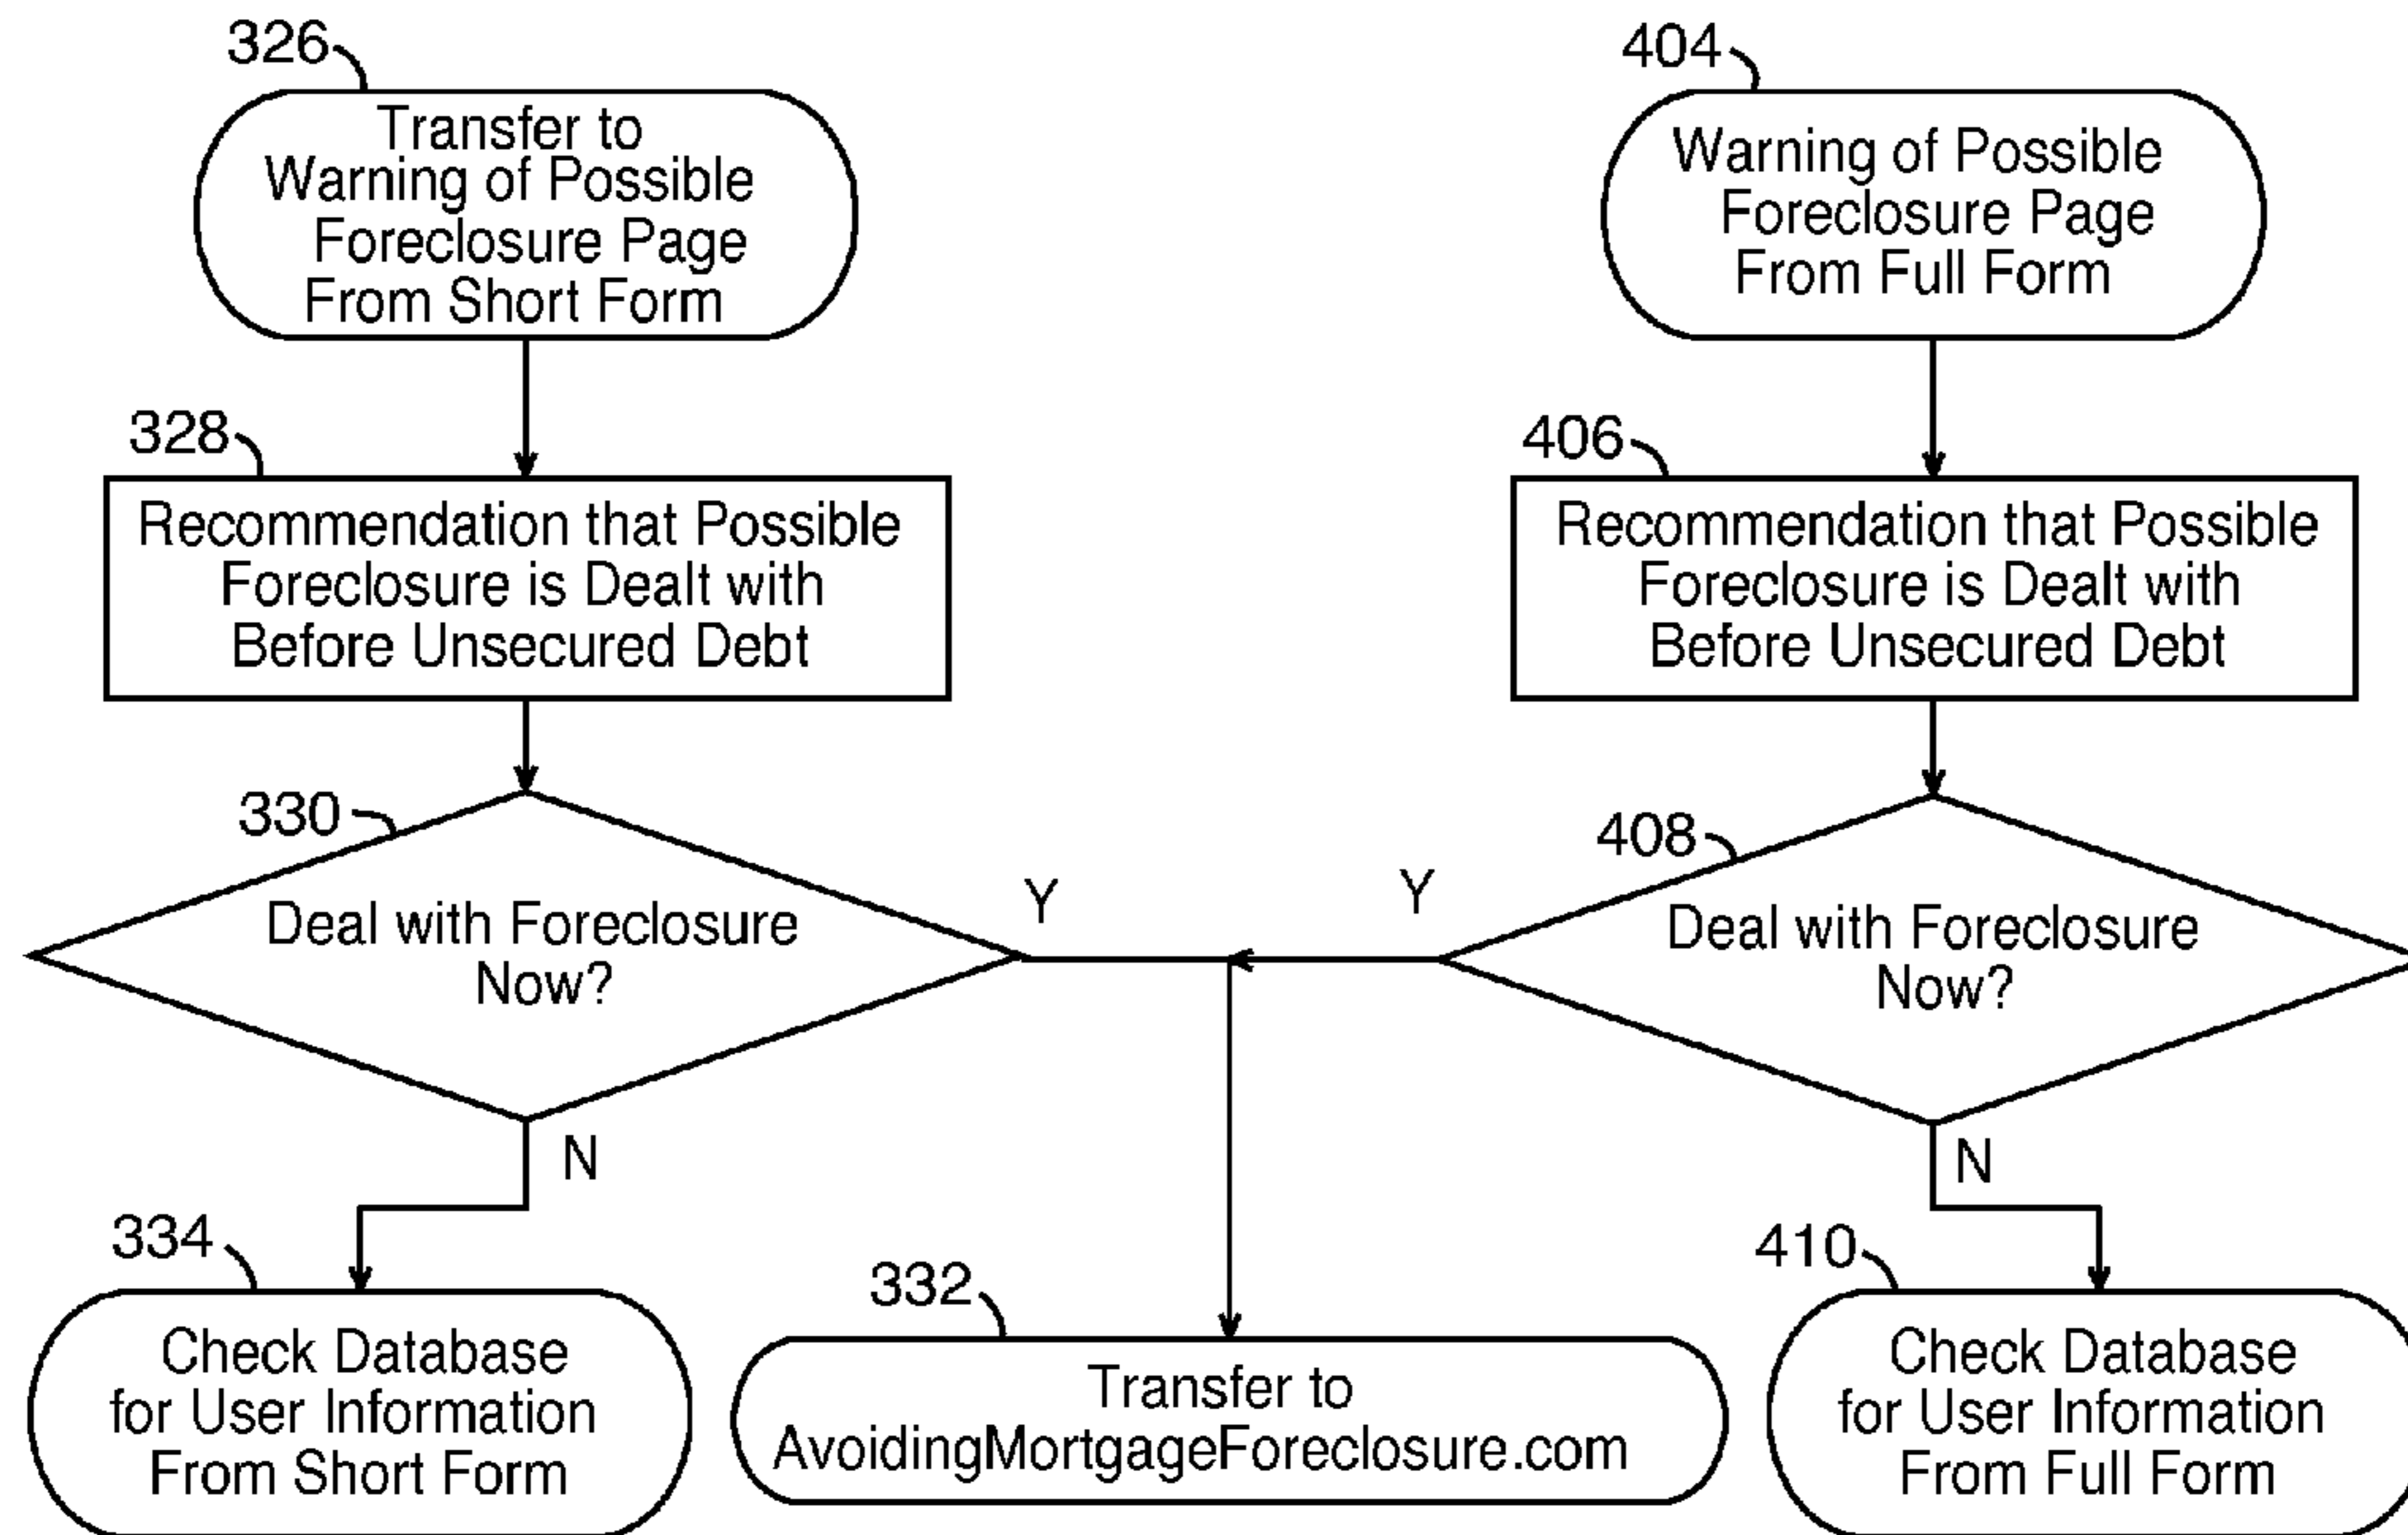 326
Transfer to
Warning of Possible
Foreclosure Page
From Short Form
404
Warning of Possible
Foreclosure Page
From Full Form
328
Recommendation that Possible
Foreclosure is Dealt with
Before Unsecured Debt
406
Recommendation that Possible
Foreclosure is Dealt with
Before Unsecured Debt
330
Deal with Foreclosure
Now?
Y
Y
408
Deal with Foreclosure
Now?
N
N
334
Check Database
for User Information
From Short Form
332
Transfer to
AvoidingMortgageForeclosure.com
410
Check Database
for User Information
From Full Form